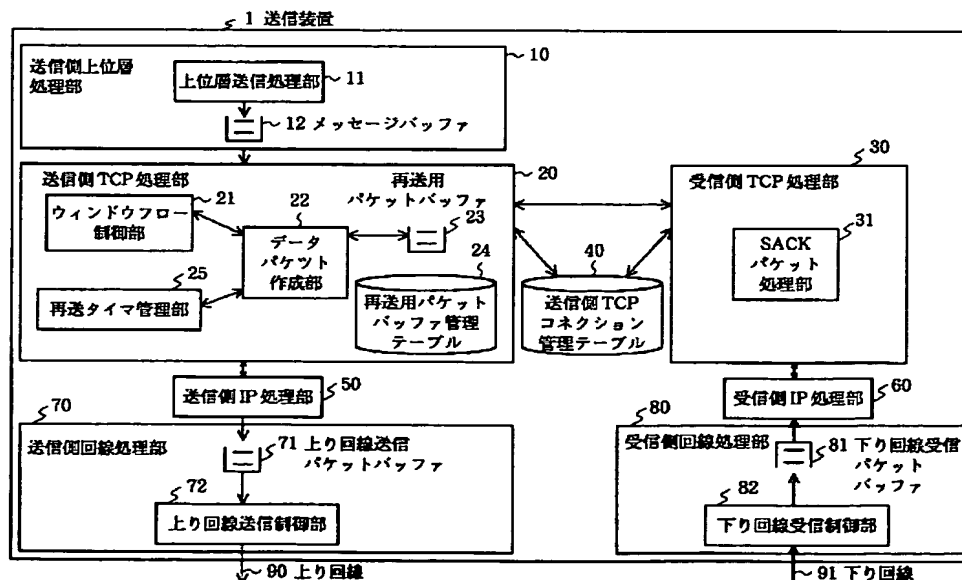 1 送信装置
10
送信側上位層
処理部
上位層送信処理部
11
12 メッセージバッファ
20
送信側TCP処理部
再送用
パケットバッファ
21
ウィンドウフロー
制御部
22
データ
パケット
作成部
23
24
再送用パケット
バッファ管理
テーブル
25
再送タイマ管理部
40
送信側TCP
コネクション
管理テーブル
30
受信側TCP処理部
31
SACK
パケット
処理部
50
送信側IP処理部
60
受信側IP処理部
70
送信側回線処理部
71 上り回線送信
パケットバッファ
72
上り回線送信制御部
80
受信側回線処理部
81 下り回線受信
パケット
バッファ
82
下り回線受信制御部
90 上り回線
91 下り回線